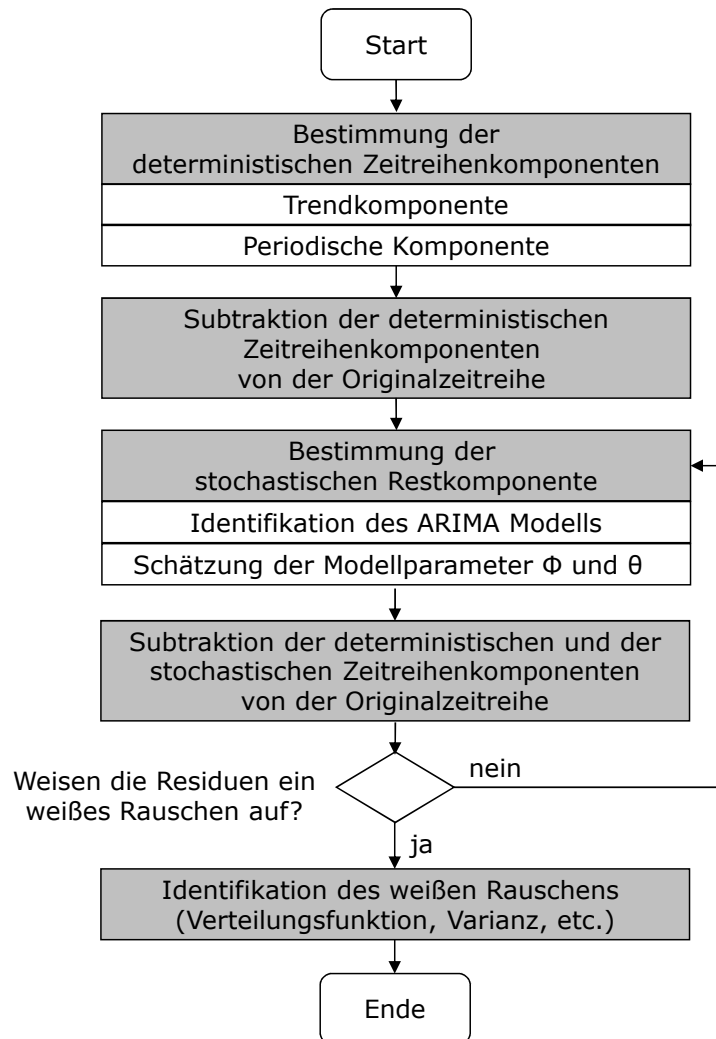 Start
Bestimmung der
deterministischen Zeitreihenkomponenten
Trendkomponente
Periodische Komponente
Subtraktion der deterministischen
Zeitreihenkomponenten
von der Originalzeitreihe
Bestimmung der
stochastischen Restkomponente
Identifikation des ARIMA Modells
Schätzung der Modellparameter Φ und θ
Subtraktion der deterministischen und der
stochastischen Zeitreihenkomponenten
von der Originalzeitreihe
Weisen die Residuen ein
weißes Rauschen auf?
nein
ja
Identifikation des weißen Rauschens
(Verteilungsfunktion, Varianz, etc.)
Ende